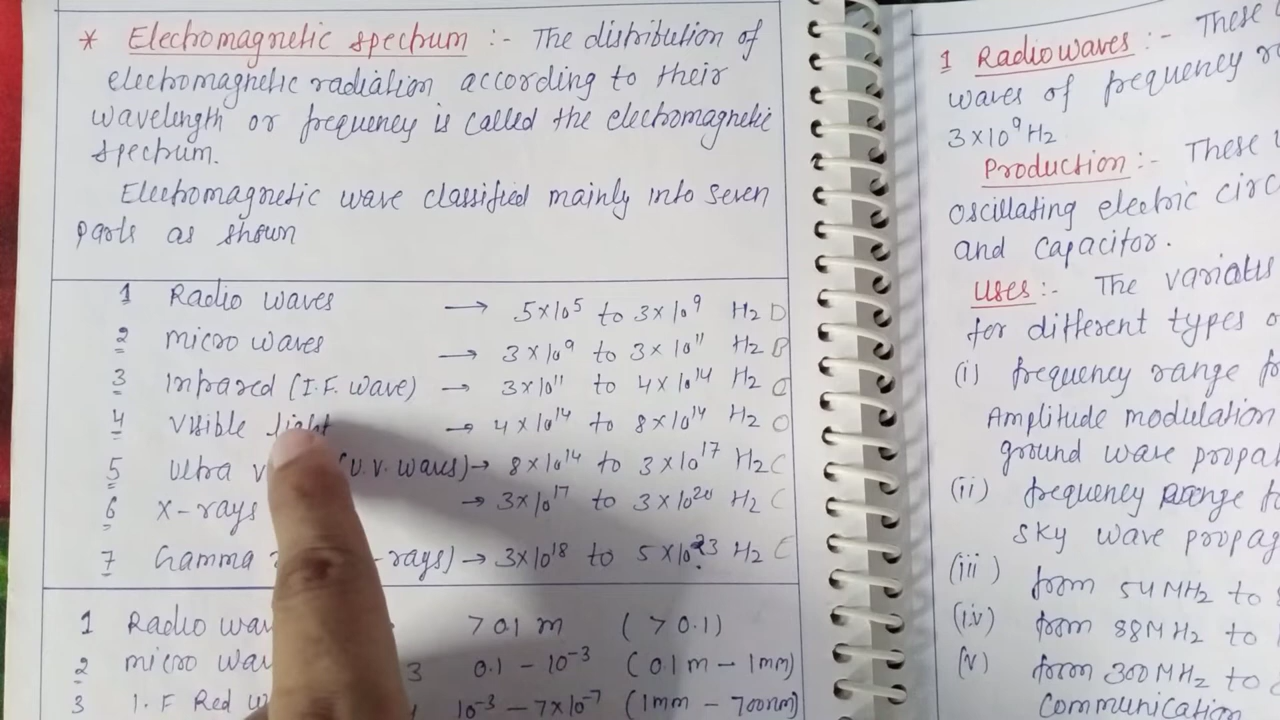 * Electromagnetic spectrum :- The distribution of
electromagnetic radiation according to their
wavelength or frequency is called the electromagnetic
spectrum.
Electromagnetic wave classified mainly into seven
parts as shown
1 Radio waves → 5×10⁵ to 3×10⁹ Hz
2 micro waves → 3×10⁹ to 3×10¹¹ Hz
3 Infrared (I.F. wave) → 3×10¹¹ to 4×10¹⁴ Hz
4 Visible light → 4×10¹⁴ to 8×10¹⁴ Hz
5 Ultra (U.V. waves) → 8×10¹⁴ to 3×10¹⁷ Hz
6 X-rays → 3×10¹⁷ to 3×10²⁰ Hz
7 Gamma rays) → 3×10¹⁸ to 5×10²³ Hz
1 Radio > 0.1 m (> 0.1)
2 micro 3 0.1 – 10⁻³ (0.1m – 1mm)
3 I.F Red 10⁻³ – 7×10⁻⁷ (1mm – 700nm)
1 Radiowaves :- These
waves of frequency
3×10⁹ Hz
Production :- These
oscillating electric
and capacitor.
Uses :- The
for different types
(i) frequency range
Amplitude modulation
ground wave
(ii) frequency Range
sky wave
(iii) from 54 MHz to
(iv) from 88 MHz to
(v) from 300 MHz to
Communication